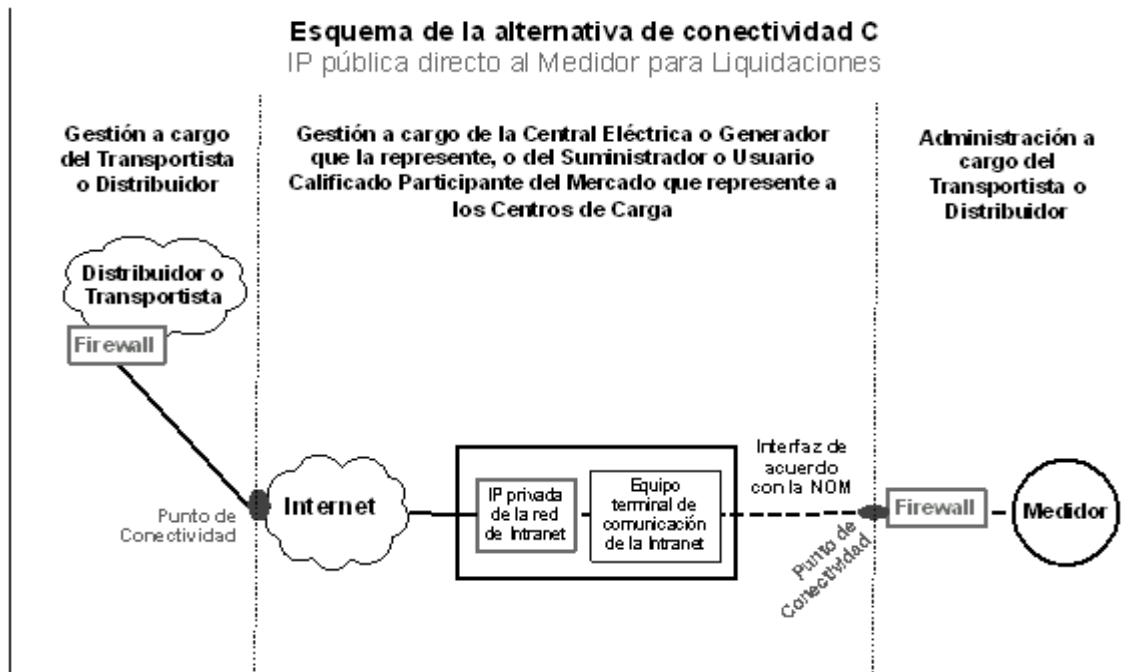 Esquema de la alternativa de conectividad C
IP pública directo al Medidor para Liquidaciones
Gestión a cargo
del Transportista
o Distribuidor
Gestión a cargo de la Central Eléctrica o Generador
que la represente, o del Suministrador o Usuario
Calificado Participante del Mercado que represente a
los Centros de Carga
Administración a
cargo del
Transportista o
Distribuidor
Distribuidor o
Transportista
Firewall
Punto de
Conectividad
Internet
IP privada
de la red
de Intranet
Equipo
terminal de
comunicación
de la Intranet
Interfaz de
acuerdo
con la NOM
Punto de
Conectividad
Firewall
Medidor